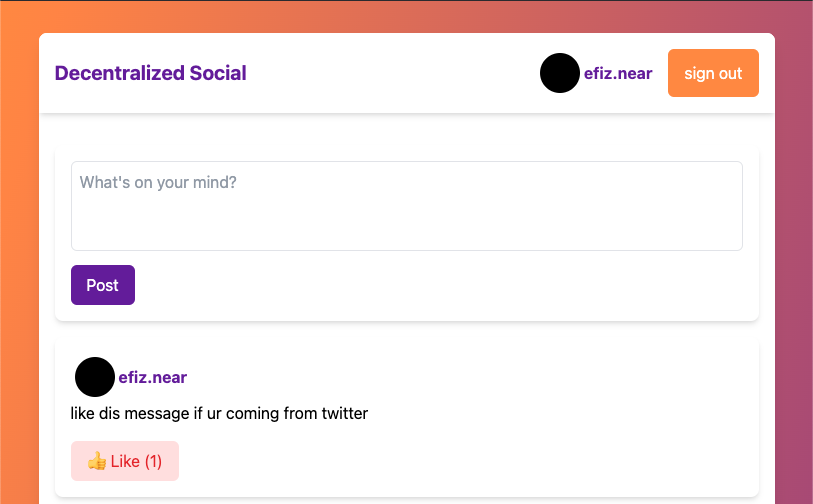 Decentralized Social
efiz.near
sign out
What's on your mind?
Post
efiz.near
like dis message if ur coming from twitter
👍 Like (1)